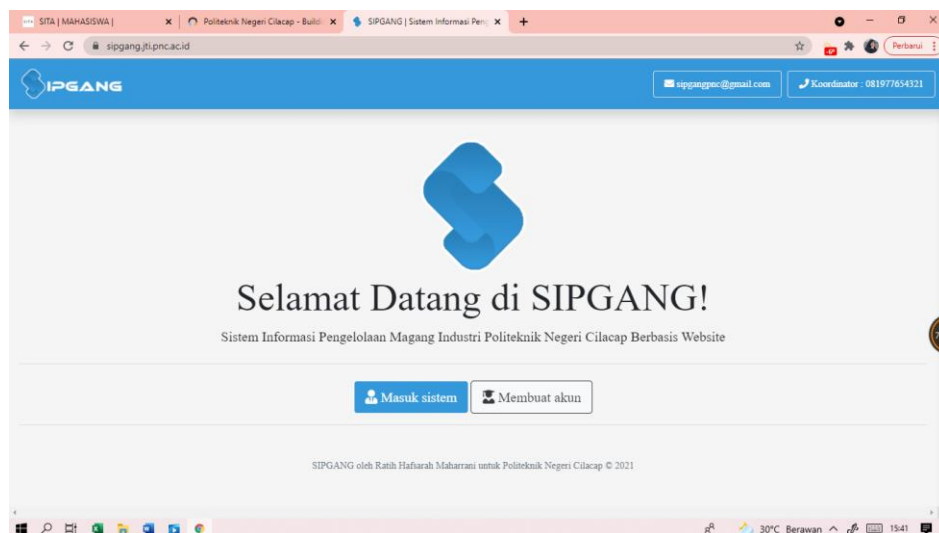 SITA | MAHASISWA |
Politeknik Negeri Cilacap - Build
SIPGANG | Sistem Informasi Peng
sipgang.jti.pnc.ac.id
Perbarui
SIPGANG
sipgangpnc@gmail.com
Koordinator : 081977654321
Selamat Datang di SIPGANG!
Sistem Informasi Pengelolaan Magang Industri Politeknik Negeri Cilacap Berbasis Website
Masuk sistem
Membuat akun
SIPGANG oleh Ratih Hafsarah Maharrani untuk Politeknik Negeri Cilacap © 2021
30°C Berawan
15:41